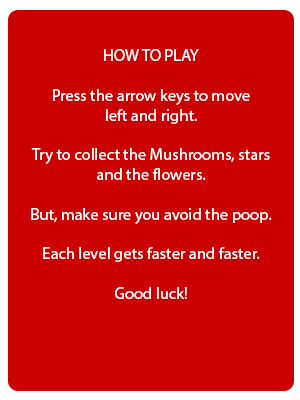 HOW TO PLAY
Press the arrow keys to move
left and right.
Try to collect the Mushrooms, stars
and the flowers.
But, make sure you avoid the poop.
Each level gets faster and faster.
Good luck!